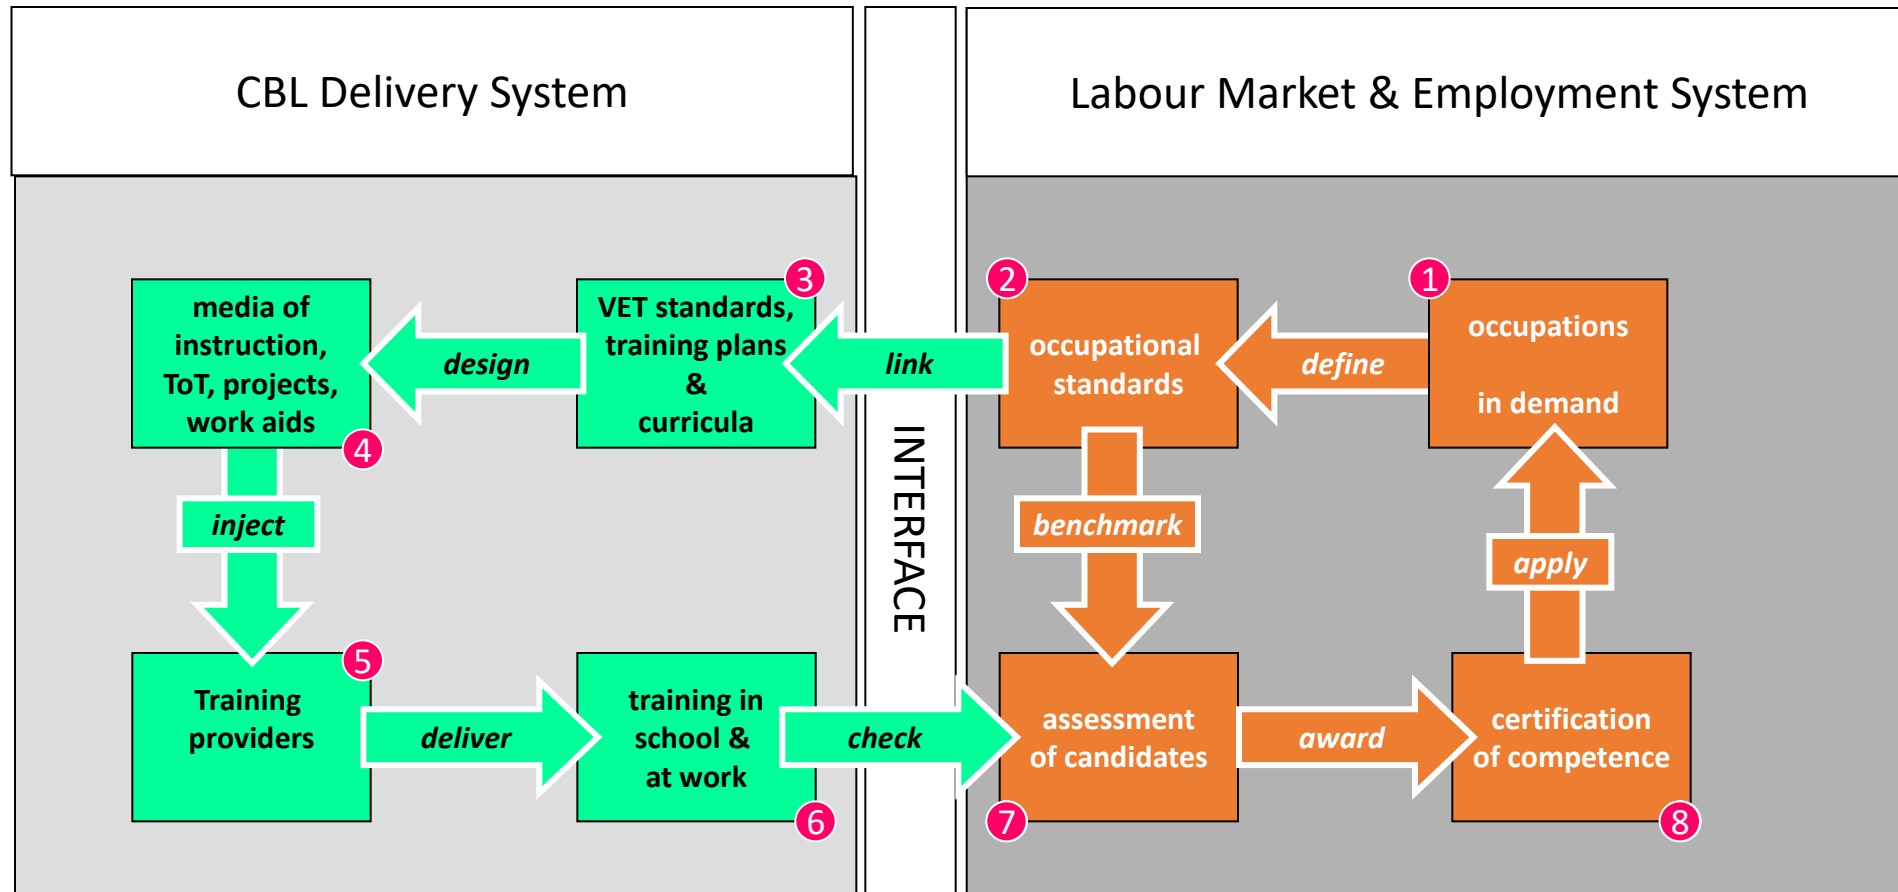 CBL Delivery System
Labour Market & Employment System
INTERFACE
3
VET standards,
training plans
&
curricula
design
4
media of
instruction,
ToT, projects,
work aids
inject
5
Training
providers
deliver
6
training in
school &
at work
link
check
2
occupational
standards
define
1
occupations
in demand
benchmark
apply
7
assessment
of candidates
award
8
certification
of competence